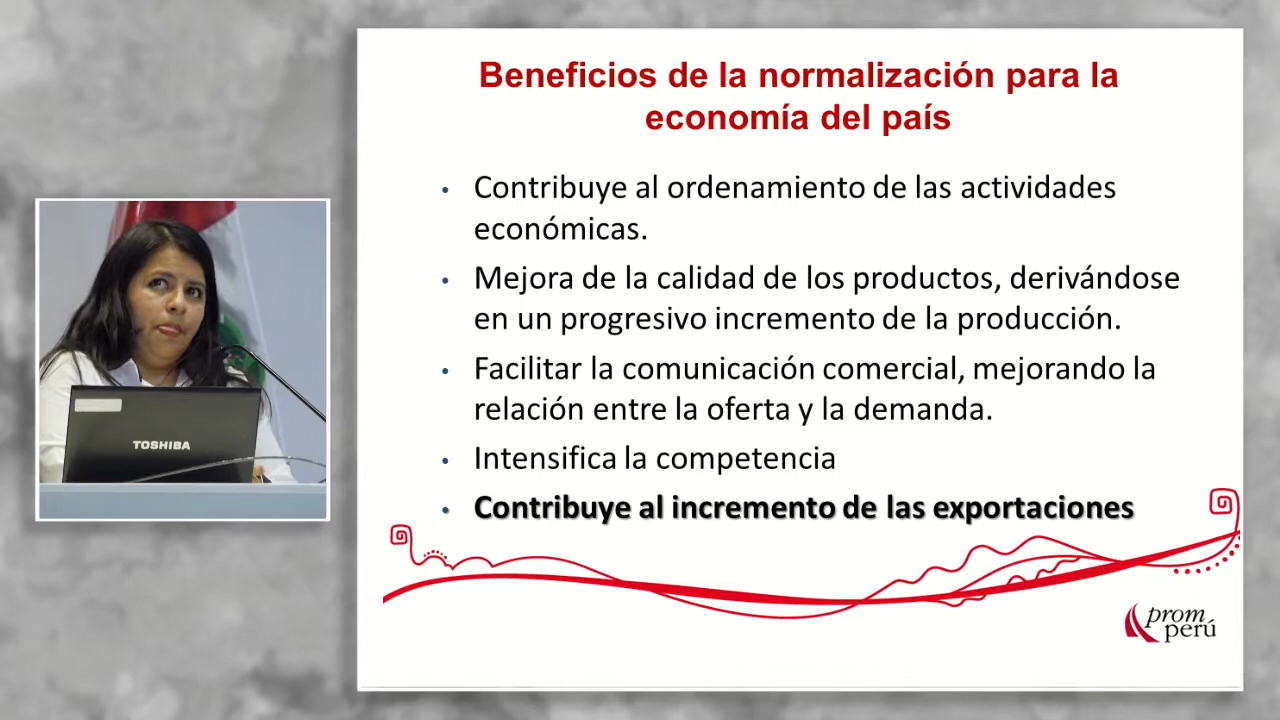 Beneficios de la normalización para la
economía del país
• Contribuye al ordenamiento de las actividades
económicas.
• Mejora de la calidad de los productos, derivándose
en un progresivo incremento de la producción.
• Facilitar la comunicación comercial, mejorando la
relación entre la oferta y la demanda.
• Intensifica la competencia
• Contribuye al incremento de las exportaciones
TOSHIBA
prom
perú